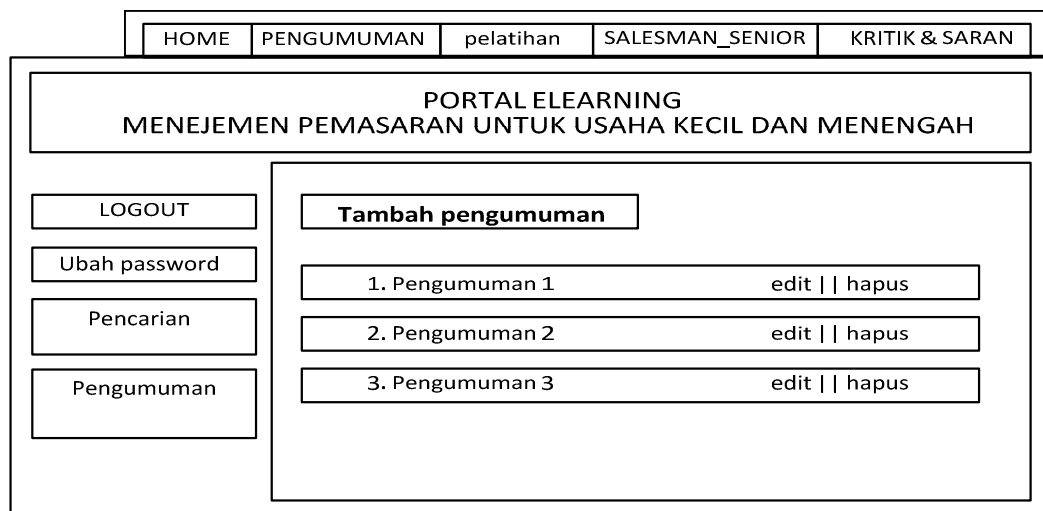 HOME PENGUMUMAN pelatihan SALESMAN_SENIOR KRITIK & SARAN
PORTAL ELEARNING
MENEJEMEN PEMASARAN UNTUK USAHA KECIL DAN MENENGAH
LOGOUT
Ubah password
Pencarian
Pengumuman
Tambah pengumuman
1. Pengumuman 1 edit || hapus
2. Pengumuman 2 edit || hapus
3. Pengumuman 3 edit || hapus